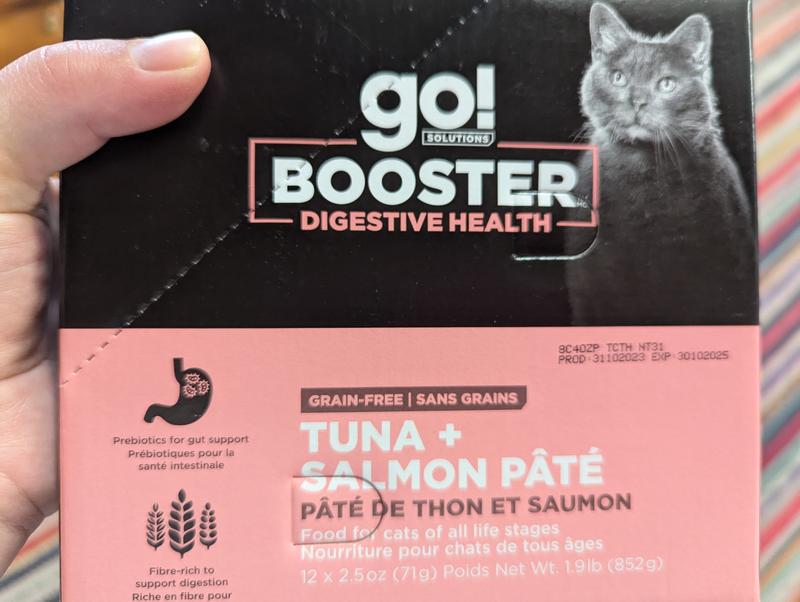 go!
SOLUTIONS
BOOSTER
MC
DIGESTIVE HEALTH
8C40ZP TCTH NT31
PROD 31102023 EXP 30102025
GRAIN-FREE | SANS GRAINS
TUNA +
SALMON PÂTÉ
PÂTÉ DE THON ET SAUMON
Food for cats of all life stages
Nourriture pour chats de tous âges
12 x 2.5oz (71g) Poids Net Wt. 1.9lb (852g)
Prebiotics for gut support
Prébiotiques pour la
santé intestinale
Fibre-rich to
support digestion
Riche en fibre pour